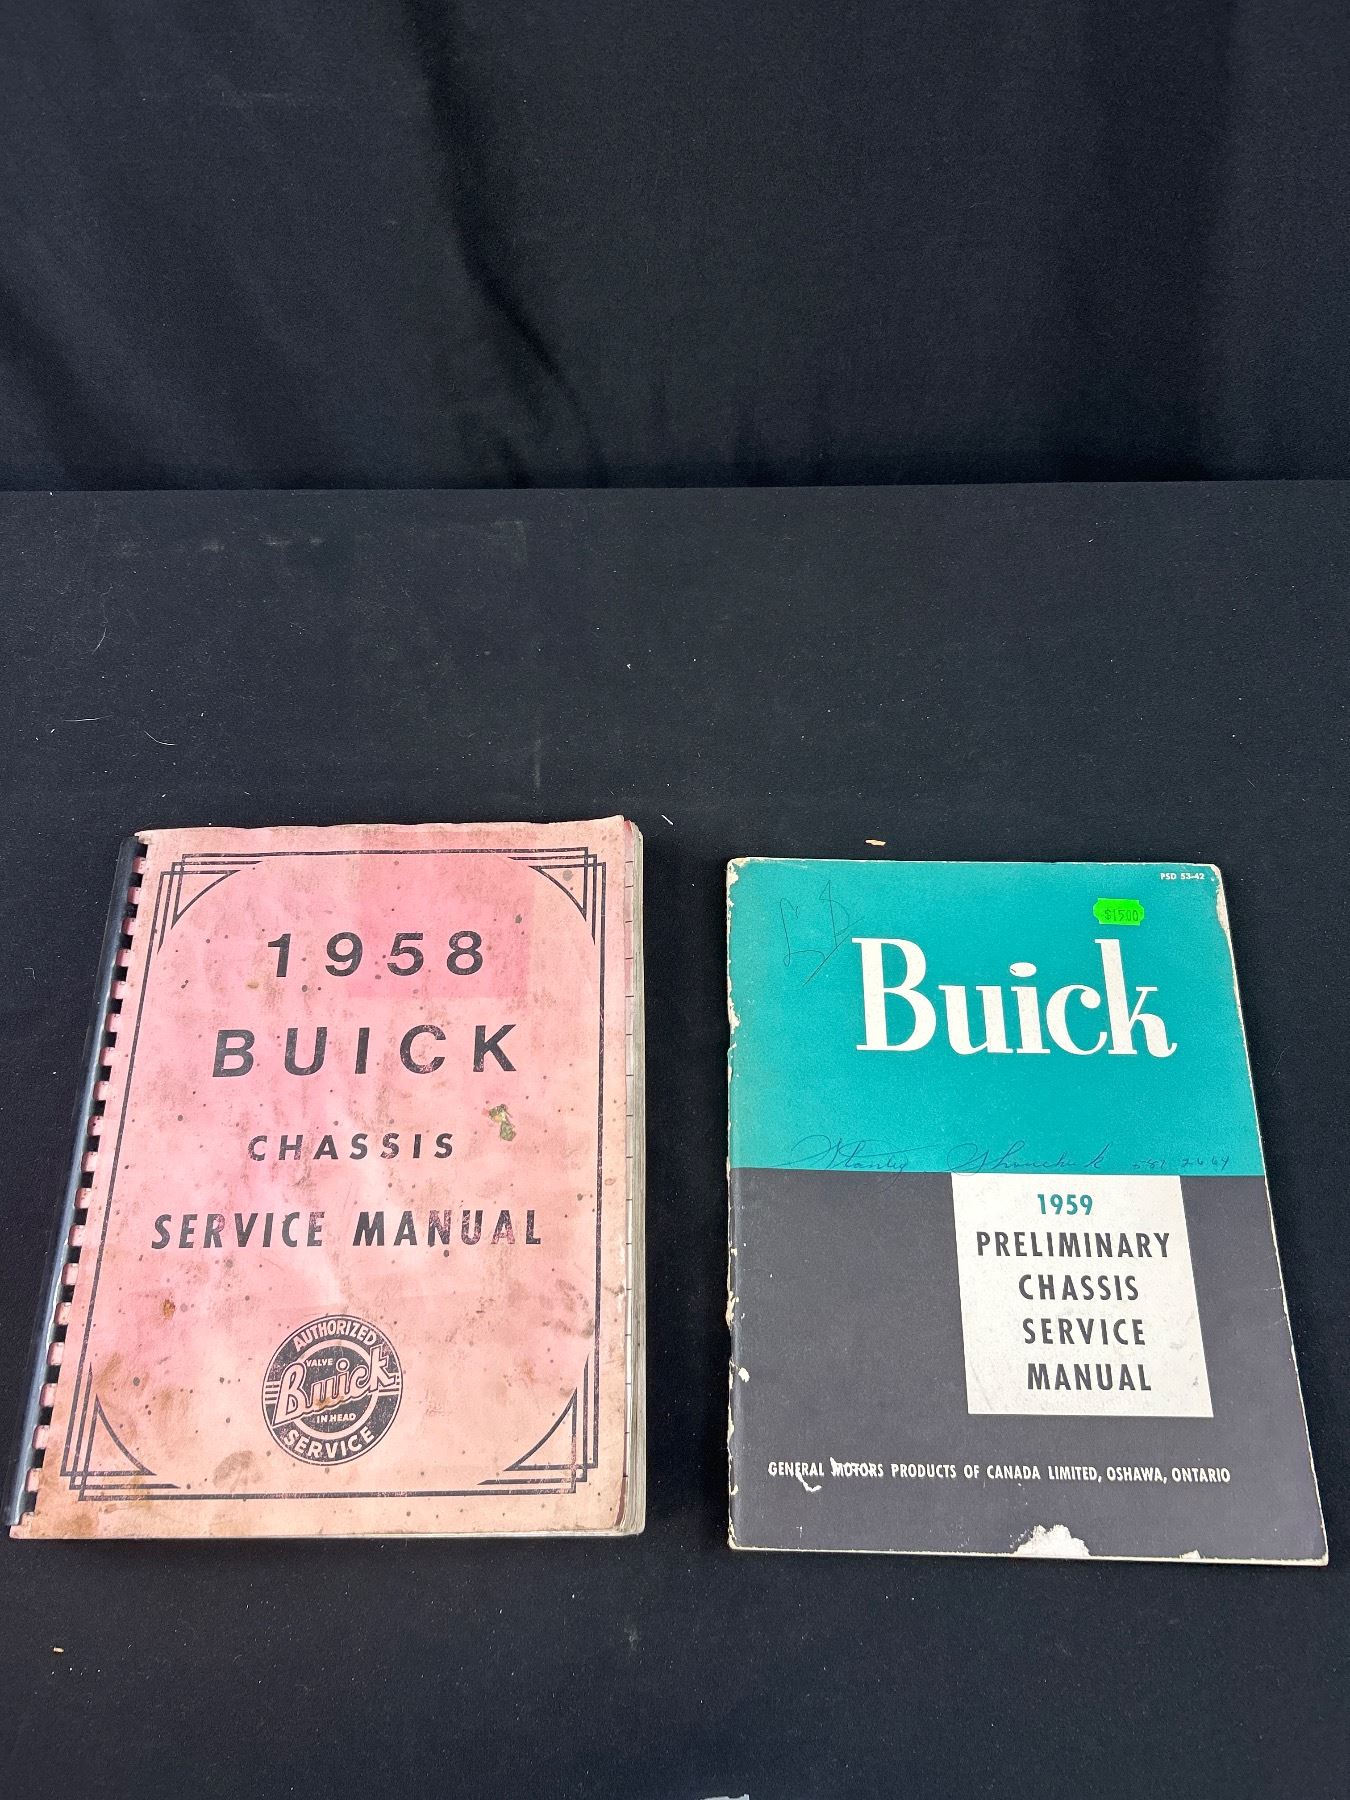 1958
BUICK
CHASSIS
SERVICE MANUAL
AUTHORIZED
VALVE
Buick
IN HEAD
SERVICE
PSD 53-42
$15.00
Buick
Stanley
1959
PRELIMINARY
CHASSIS
SERVICE
MANUAL
GENERAL MOTORS PRODUCTS OF CANADA LIMITED, OSHAWA, ONTARIO